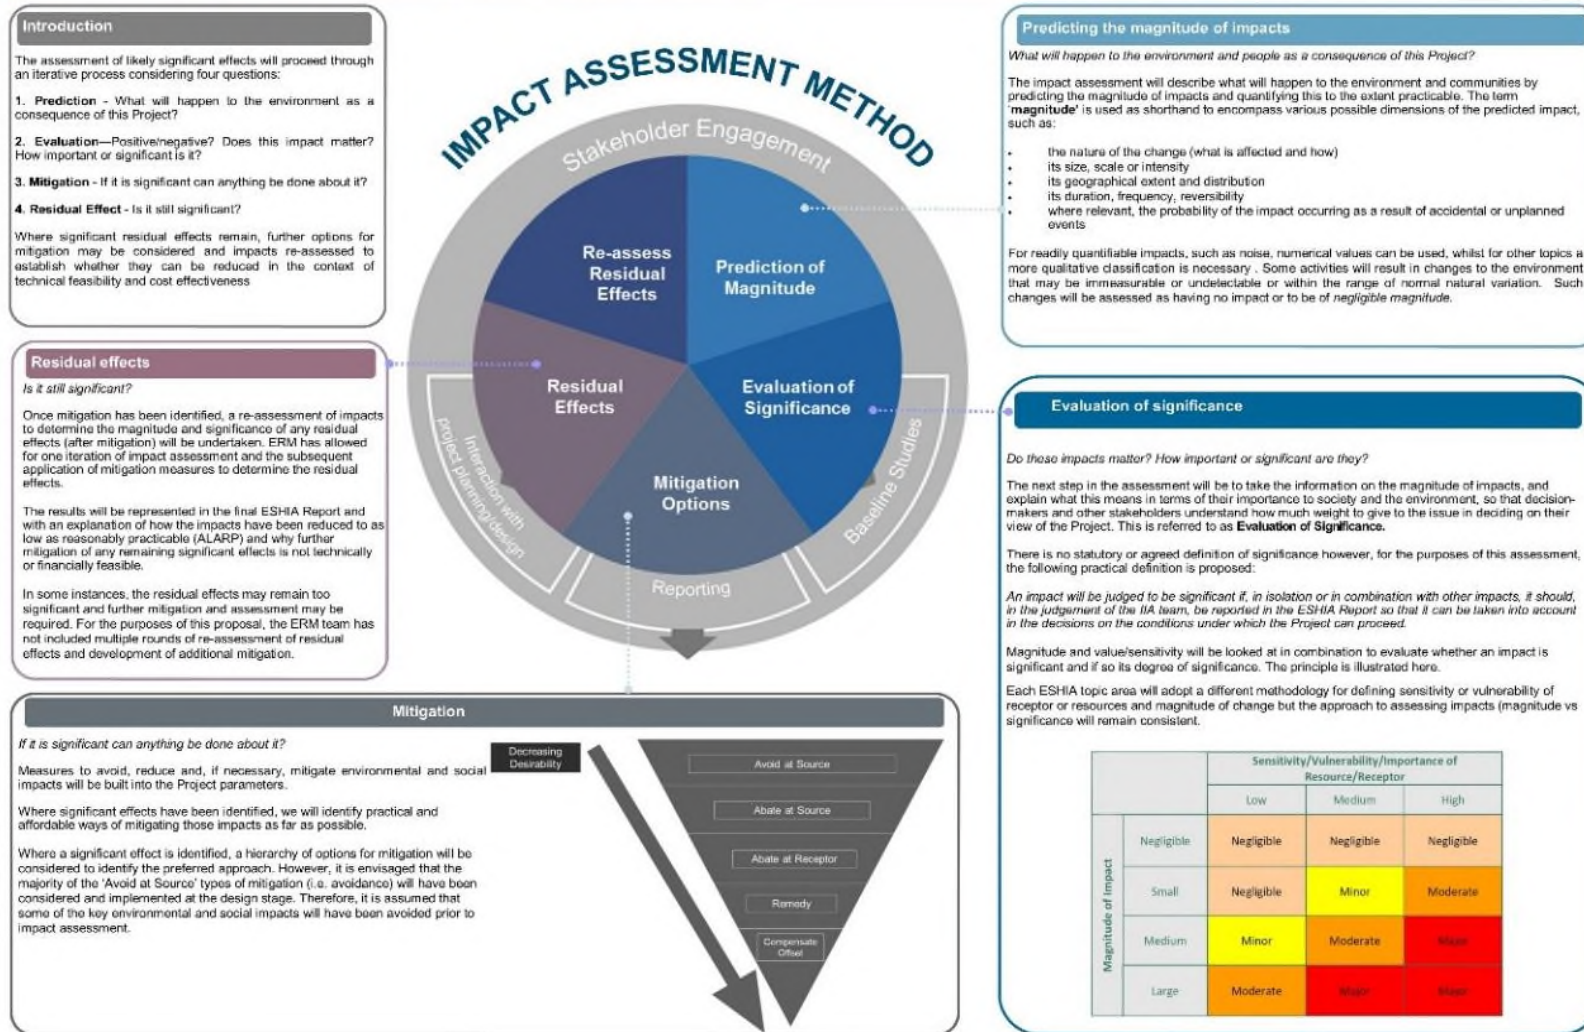 Introduction
The assessment of likely significant effects will proceed through
an iterative process considering four questions:
1. Prediction - What will happen to the environment as a
consequence of this Project?
2. Evaluation—Positive/negative? Does this impact matter?
How important or significant is it?
3. Mitigation - If it is significant can anything be done about it?
4. Residual Effect - Is it still significant?
Where significant residual effects remain, further options for
mitigation may be considered and impacts re-assessed to
establish whether they can be reduced in the context of
technical feasibility and cost effectiveness
Residual effects
Is it still significant?
Once mitigation has been identified, a re-assessment of impacts
to determine the magnitude and significance of any residual
effects (after mitigation) will be undertaken. ERM has allowed
for one iteration of impact assessment and the subsequent
application of mitigation measures to determine the residual
effects.
The results will be represented in the final ESHIA Report and
with an explanation of how the impacts have been reduced to as
low as reasonably practicable (ALARP) and why further
mitigation of any remaining significant effects is not technically
or financially feasible.
In some instances, the residual effects may remain too
significant and further mitigation and assessment may be
required. For the purposes of this proposal, the ERM team has
not included multiple rounds of re-assessment of residual
effects and development of additional mitigation.
IMPACT ASSESSMENT METHOD
Stakeholder Engagement
Re-assess
Residual
Effects
Prediction of
Magnitude
Residual
Effects
Evaluation of
Significance
Mitigation
Options
Interaction with
project planning/design
Reporting
Baseline Studies
Predicting the magnitude of impacts
What will happen to the environment and people as a consequence of this Project?
The impact assessment will describe what will happen to the environment and communities by
predicting the magnitude of impacts and quantifying this to the extent practicable. The term
'magnitude' is used as shorthand to encompass various possible dimensions of the predicted impact,
such as:
• the nature of the change (what is affected and how)
• its size, scale or intensity
• its geographical extent and distribution
• its duration, frequency, reversibility
• where relevant, the probability of the impact occurring as a result of accidental or unplanned
events
For readily quantifiable impacts, such as noise, numerical values can be used, whilst for other topics a
more qualitative classification is necessary . Some activities will result in changes to the environment
that may be immeasurable or undetectable or within the range of normal natural variation. Such
changes will be assessed as having no impact or to be of negligible magnitude.
Evaluation of significance
Do these impacts matter? How important or significant are they?
The next step in the assessment will be to take the information on the magnitude of impacts, and
explain what this means in terms of their importance to society and the environment, so that decision-
makers and other stakeholders understand how much weight to give to the issue in deciding on their
view of the Project. This is referred to as Evaluation of Significance.
There is no statutory or agreed definition of significance however, for the purposes of this assessment,
the following practical definition is proposed:
An impact will be judged to be significant if, in isolation or in combination with other impacts, it should,
in the judgement of the IIA team, be reported in the ESHIA Report so that it can be taken into account
in the decisions on the conditions under which the Project can proceed.
Magnitude and value/sensitivity will be looked at in combination to evaluate whether an impact is
significant and if so its degree of significance. The principle is illustrated here.
Each ESHIA topic area will adopt a different methodology for defining sensitivity or vulnerability of
receptor or resources and magnitude of change but the approach to assessing impacts (magnitude vs
significance will remain consistent.
Sensitivity/Vulnerability/Importance of
Resource/Receptor
Low Medium High
Magnitude of Impact
Negligible Negligible Negligible Negligible
Small Negligible Minor Moderate
Medium Minor Moderate Major
Large Moderate Major Major
Mitigation
If it is significant can anything be done about it?
Measures to avoid, reduce and, if necessary, mitigate environmental and social
impacts will be built into the Project parameters.
Where significant effects have been identified, we will identify practical and
affordable ways of mitigating those impacts as far as possible.
Where a significant effect is identified, a hierarchy of options for mitigation will be
considered to identify the preferred approach. However, it is envisaged that the
majority of the 'Avoid at Source' types of mitigation (i.e. avoidance) will have been
considered and implemented at the design stage. Therefore, it is assumed that
some of the key environmental and social impacts will have been avoided prior to
impact assessment.
Decreasing
Desirability
Avoid at Source
Abate at Source
Abate at Receptor
Remedy
Compensate
Offset